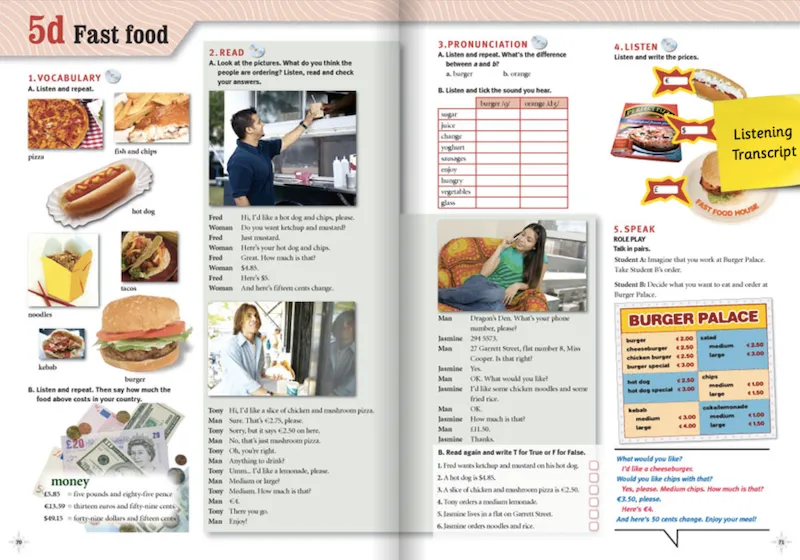 5d Fast food
1.VOCABULARY
A. Listen and repeat.
pizza
fish and chips
hot dog
noodles
tacos
kebab
burger
B. Listen and repeat. Then say how much the
food above costs in your country.
£20
money
£5.85 = five pounds and eighty-five pence
€13.59 = thirteen euros and fifty-nine cents
$49.15 = forty-nine dollars and fifteen cents
70
2.READ
A. Look at the pictures. What do you think the
people are ordering? Listen, read and check
your answers.
Fred Hi, I'd like a hot dog and chips, please.
Woman Do you want ketchup and mustard?
Fred Just mustard.
Woman Here's your hot dog and chips.
Fred Great. How much is that?
Woman $4.85.
Fred Here's $5.
Woman And here's fifteen cents change.
Tony Hi, I'd like a slice of chicken and mushroom pizza.
Man Sure. That's €2.75, please.
Tony Sorry, but it says €2.50 on here.
Man No, that's just mushroom pizza.
Tony Oh, you're right.
Man Anything to drink?
Tony Umm... I'd like a lemonade, please.
Man Medium or large?
Tony Medium. How much is that?
Man €4.
Tony There you go.
Man Enjoy!
3.PRONUNCIATION
A. Listen and repeat. What's the difference
between a and b?
a. burger b. orange
B. Listen and tick the sound you hear.
burger /g/ orange /dʒ/
sugar
juice
change
yoghurt
sausages
enjoy
hungry
vegetables
glass
Man Dragon's Den. What's your phone
number, please?
Jasmine 294 5573.
Man 27 Garrett Street, flat number 8, Miss
Cooper. Is that right?
Jasmine Yes.
Man OK. What would you like?
Jasmine I'd like some chicken noodles and some
fried rice.
Man OK.
Jasmine How much is that?
Man £11.50.
Jasmine Thanks.
B. Read again and write T for True or F for False.
1. Fred wants ketchup and mustard on his hot dog.
2. A hot dog is $4.85.
3. A slice of chicken and mushroom pizza is €2.50.
4. Tony orders a medium lemonade.
5. Jasmine lives in a flat on Garrett Street.
6. Jasmine orders noodles and rice.
4.LISTEN
Listen and write the prices.
€
$
£
Listening
Transcript
FAST FOOD HOUSE
5.SPEAK
ROLE PLAY
Talk in pairs.
Student A: Imagine that you work at Burger Palace.
Take Student B's order.
Student B: Decide what you want to eat and order at
Burger Palace.
BURGER PALACE
burger €2.00
cheeseburger €2.50
chicken burger €2.50
burger special €3.00
hot dog €2.50
hot dog special €3.00
kebab
medium €3.00
large €4.00
salad
medium €2.50
large €3.00
chips
medium €1.00
large €1.50
coke/lemonade
medium €1.00
large €1.50
What would you like?
I'd like a cheeseburger.
Would you like chips with that?
Yes, please. Medium chips. How much is that?
€3.50, please.
Here's €4.
And here's 50 cents change. Enjoy your meal!
71